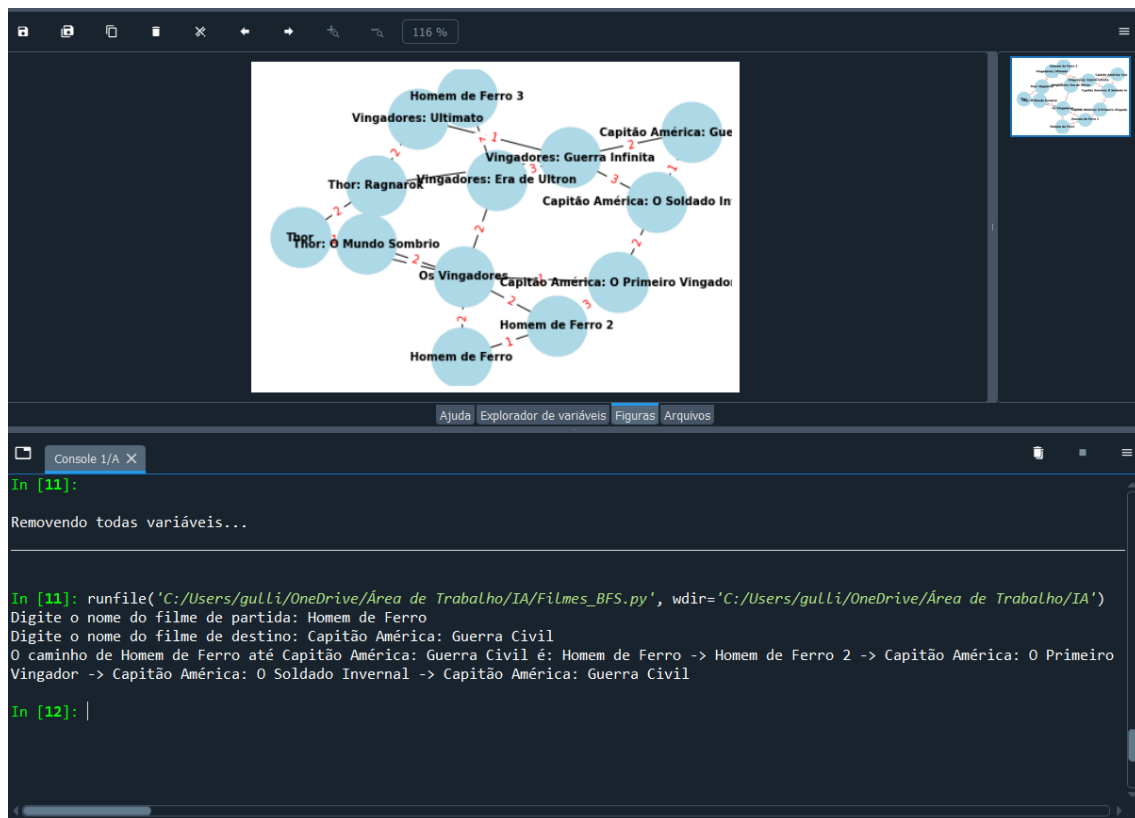 116 %
Homem de Ferro 3
Vingadores: Ultimato
1
Capitão América: Gue
2
2
Vingadores: Guerra Infinita
3
1
Thor: Ragnarok
Vingadores: Era de Ultron
3
Capitão América: O Soldado In
2
Thor
Thor: O Mundo Sombrio
2
2
2
Os Vingadores
1
Capitão América: O Primeiro Vingador
2
3
2
Homem de Ferro 2
1
Homem de Ferro
Ajuda Explorador de variáveis Figuras Arquivos
Console 1/A
In [11]:
Removendo todas variáveis...
In [11]: runfile('C:/Users/gulli/OneDrive/Área de Trabalho/IA/Filmes_BFS.py', wdir='C:/Users/gulli/OneDrive/Área de Trabalho/IA')
Digite o nome do filme de partida: Homem de Ferro
Digite o nome do filme de destino: Capitão América: Guerra Civil
O caminho de Homem de Ferro até Capitão América: Guerra Civil é: Homem de Ferro -> Homem de Ferro 2 -> Capitão América: O Primeiro
Vingador -> Capitão América: O Soldado Invernal -> Capitão América: Guerra Civil
In [12]: